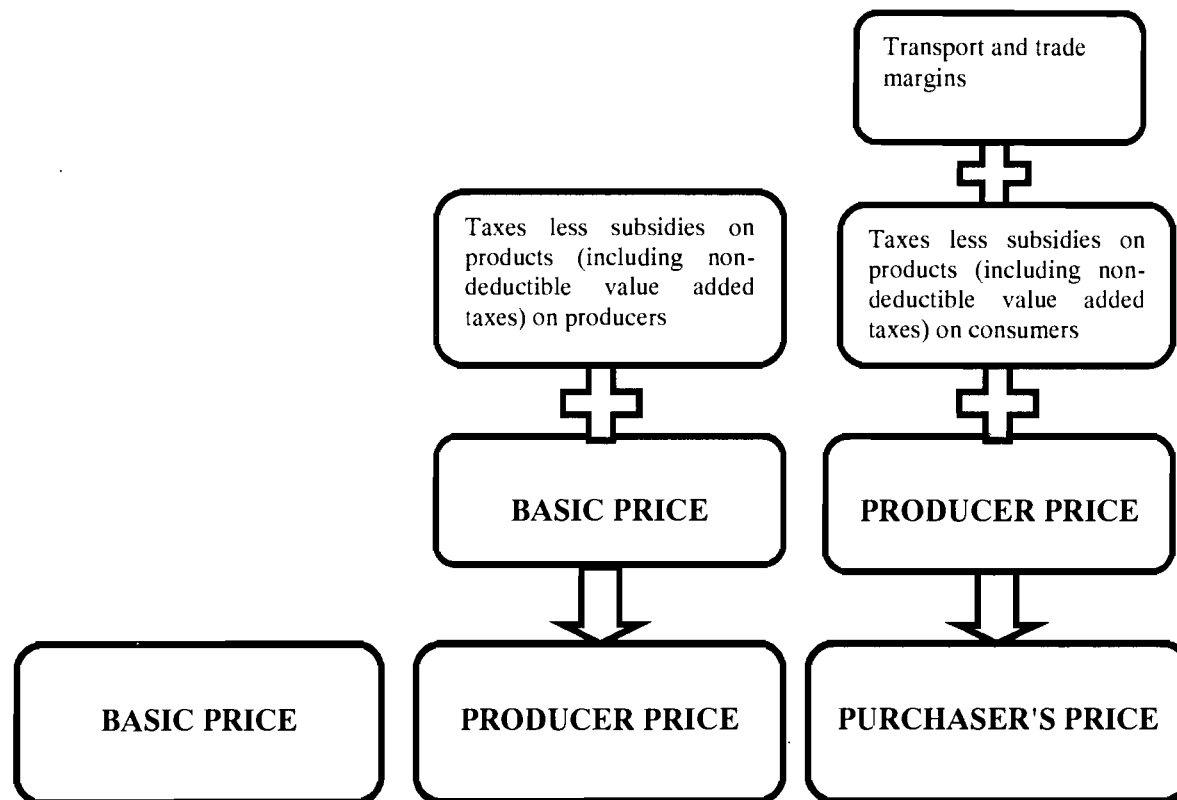 Transport and trade
margins
Taxes less subsidies on
products (including non-
deductible value added
taxes) on producers
Taxes less subsidies on
products (including non-
deductible value added
taxes) on consumers
BASIC PRICE
PRODUCER PRICE
BASIC PRICE
PRODUCER PRICE
PURCHASER'S PRICE